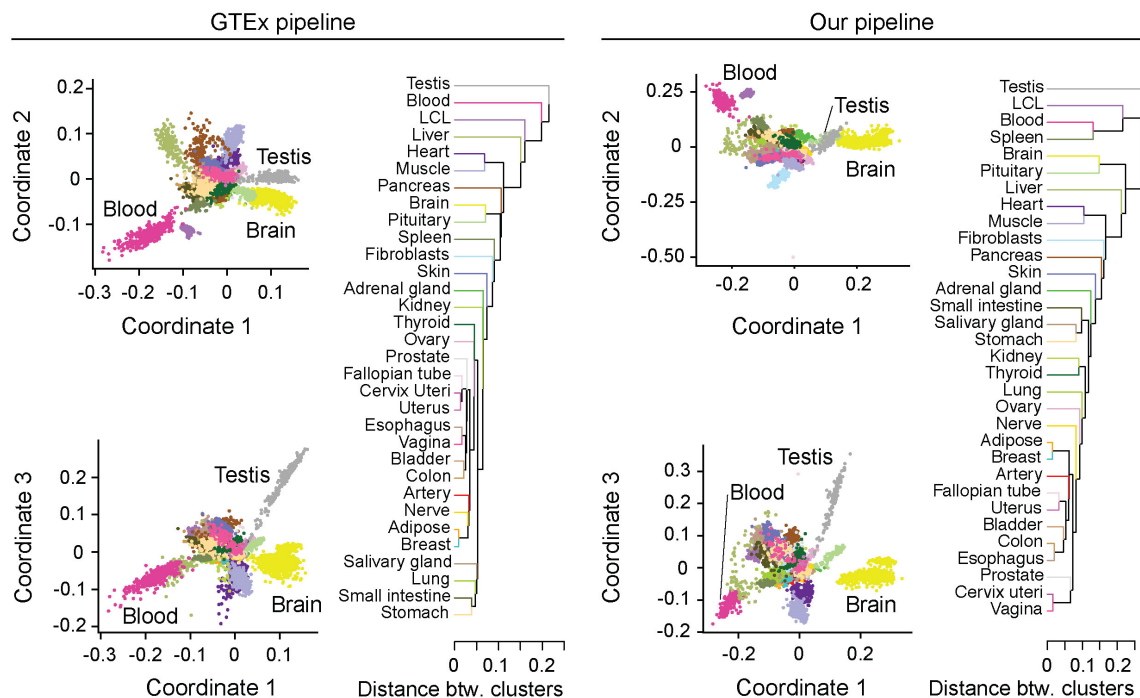 GTEx pipeline
Our pipeline
Coordinate 2
0.2
0.1
0
-0.1
-0.3
-0.2
-0.1
0
0.1
Coordinate 1
Blood
Testis
Brain
Testis
Blood
LCL
Liver
Heart
Muscle
Pancreas
Brain
Pituitary
Spleen
Fibroblasts
Skin
Adrenal gland
Kidney
Thyroid
Ovary
Prostate
Fallopian tube
Cervix Uteri
Uterus
Esophagus
Vagina
Bladder
Colon
Artery
Nerve
Adipose
Breast
Salivary gland
Lung
Small intestine
Stomach
0
0.1
0.2
Distance btw. clusters
Coordinate 3
0.2
0.1
0
-0.1
-0.2
-0.3
-0.2
-0.1
0
0.1
Coordinate 1
Testis
Blood
Brain
Coordinate 2
0.25
0
-0.25
-0.50
-0.2
0
0.2
Coordinate 1
Blood
Testis
Brain
Testis
LCL
Blood
Spleen
Brain
Pituitary
Liver
Heart
Muscle
Fibroblasts
Pancreas
Skin
Adrenal gland
Small intestine
Salivary gland
Stomach
Kidney
Thyroid
Lung
Ovary
Nerve
Adipose
Breast
Artery
Fallopian tube
Uterus
Bladder
Colon
Esophagus
Prostate
Cervix uteri
Vagina
0
0.1
0.2
Distance btw. clusters
Coordinate 3
0.3
0.2
0.1
0
-0.1
-0.2
-0.2
0
0.2
Coordinate 1
Testis
Blood
Brain